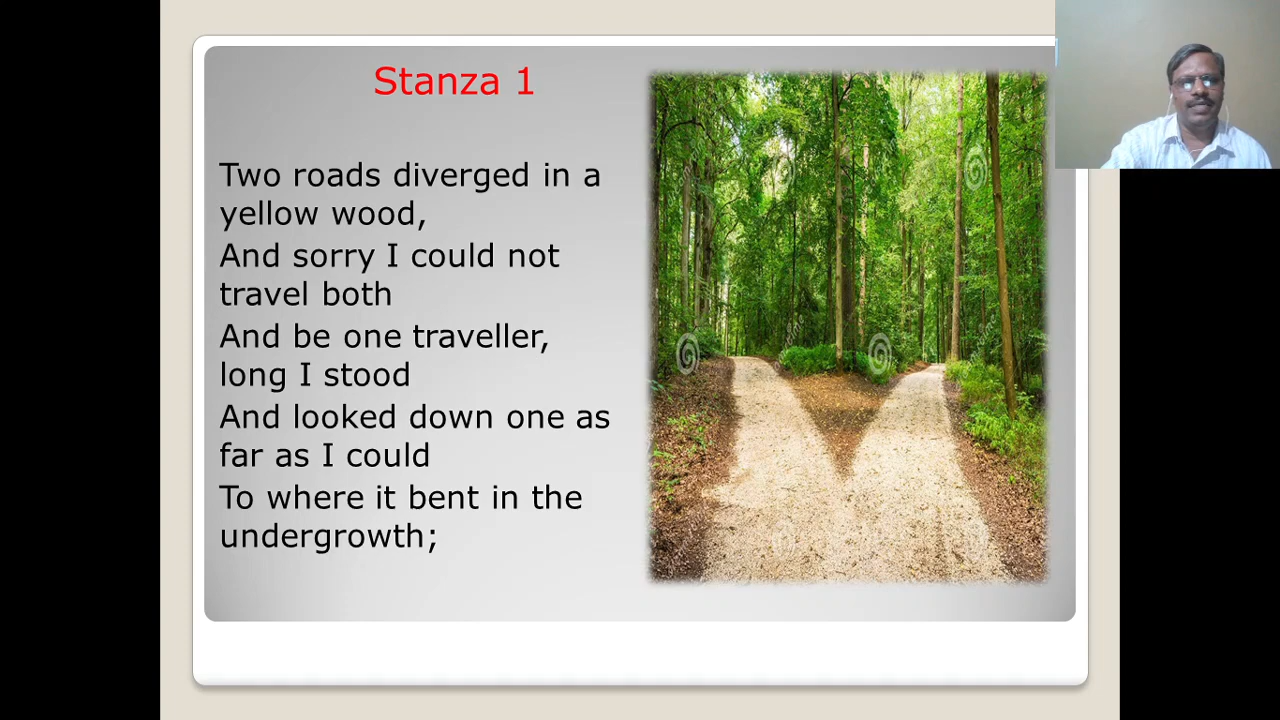 Stanza 1
Two roads diverged in a
yellow wood,
And sorry I could not
travel both
And be one traveller,
long I stood
And looked down one as
far as I could
To where it bent in the
undergrowth;